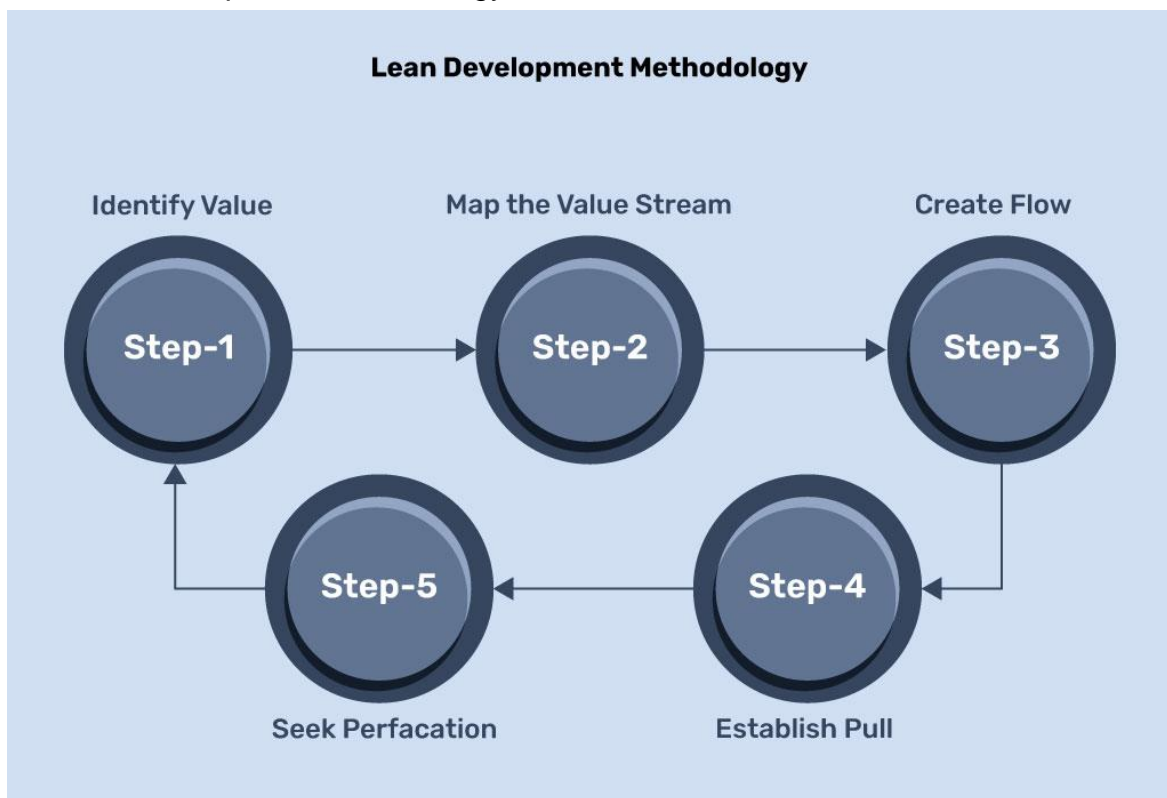 Lean Development Methodology
Identify Value
Map the Value Stream
Create Flow
Step-1
Step-2
Step-3
Step-5
Step-4
Seek Perfacation
Establish Pull